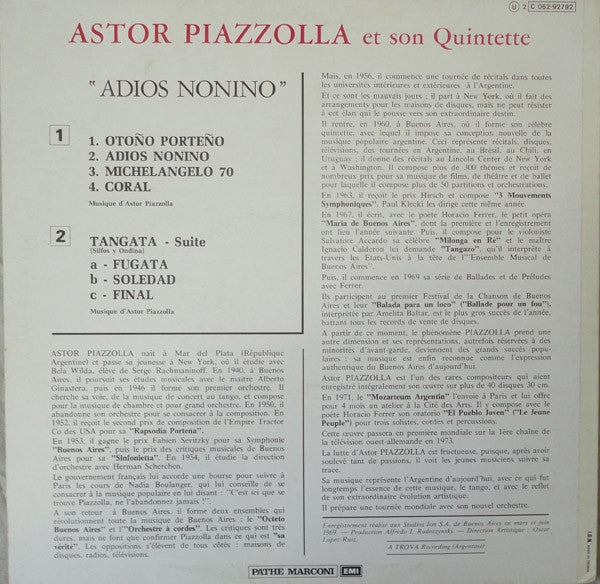 U 2 C 062-92792
ASTOR PIAZZOLLA et son Quintette
"ADIOS NONINO"
1
1. OTOÑO PORTEÑO
2. ADIOS NONINO
3. MICHELANGELO 70
4. CORAL
Musique d'Astor Piazzolla
2
TANGATA - Suite
(Silfos y Ondina)
a - FUGATA
b - SOLEDAD
c - FINAL
Musique d'Astor Piazzolla
ASTOR PIAZZOLLA nait à Mar del Plata (République
Argentine) et passe sa jeunesse à New York, où il étudie avec
Bela Wilda, élève de Serge Rachmaninoff. En 1940, à Buenos
Aires, il poursuit ses études musicales avec le maitre Alberto
Ginastera, puis en 1946 il forme son premier orchestre. Il
cherche sa voie, de la musique de concert au tango, et compose
pour la musique de chambre et pour grand orchestre. En 1950, il
abandonne son orchestre pour se consacrer à la composition. En
1952, il reçoit le second prix de composition de l'Empire Tractor
Co des USA pour sa "Rapsodia Portena".
En 1953, il gagne le prix Fabien Sevitzky pour sa Symphonie
"Buenos Aires", puis le prix des critiques musicales de Buenos
Aires pour sa "Sinfonietta". En 1954, il étudie la direction
d'orchestre avec Herman Scherchen.
Le gouvernement français lui accorde une bourse pour suivre à
Paris les cours de Nadia Boulanger, qui lui conseille de se
consacrer à la musique populaire en lui disant : "C'est ici que se
trouve Piazzolla, ne l'abandonnez jamais !".
A son retour à Buenos Aires, il forme deux ensembles qui
révolutionnent toute la musique de Buenos Aires : le "Octeto
Buenos Aires" et l'"Orchestre à cordes". Les critiques sont très
dures, mais ne font que confirmer Piazzolla dans ce qui est "sa
vérité". Les oppositions s'élèvent de tous côtés : maisons de
disques, radios, télévisions, etc.
Mais, en 1956, il commence une tournée de récitals dans toutes
les universités intérieures et extérieures à l'Argentine.
Et ce sont les mauvais jours ; il part à New York, où il fait des
arrangements pour les maisons de disques, mais ne peut résister
à cet élan qui le pousse vers son extraordinaire destin.
Il rentre, en 1960, à Buenos Aires, où il forme son célèbre
quintette, avec lequel il impose sa conception nouvelle de la
musique populaire argentine. Ceci représente récitals, disques,
télévisions, des tournées en Argentine, au Brésil, au Chili, en
Uruguay ; il donne des récitals au Lincoln Center de New York
et à Washington. Il compose plus de 300 thèmes et reçoit de
nombreux prix pour sa musique de films, de théâtre et de ballet
pour laquelle il compose plus de 50 partitions et orchestrations.
En 1963, il reçoit le prix Hirsch et compose "3 Mouvements
Symphoniques". Paul Klecki les dirige cette même année.
En 1967, il écrit, avec le poète Horacio Ferrer, le petit opéra
"Maria de Buenos Aires", dont la première et l'enregistrement
ont lieu l'année suivante. Puis, il compose pour le violoniste
Salvatore Accardo sa célèbre "Milonga en Ré" et le maître
Ignacio Calderon lui demande "Tangazo", qu'il interprète à
travers les Etats-Unis à la tête de l'"Ensemble Musical de
Buenos Aires".
Puis, il commence en 1969 sa série de Ballades et de Préludes
avec Ferrer.
Ils participent au premier Festival de la Chanson de Buenos
Aires et leur "Balada para un loco" ("Ballade pour un fou"),
interprétée par Amelita Baltar, est le plus gros succès de l'année,
battant tous les records de vente de disques.
A partir de ce moment, le phénomène PIAZZOLLA prend une
autre dimension et ses représentations, autrefois réservées à des
minorités d'avant-garde, deviennent des grands succès popu-
laires : sa musique est enfin reconnue comme l'expression
authentique du Buenos Aires d'aujourd'hui.
Astor PIAZZOLLA est l'un des rares compositeurs qui aient
enregistré intégralement son œuvre sur plus de 40 disques 30 cm.
En 1971, le "Mozarteum Argentin" l'envoie à Paris et lui offre
pour 4 mois un atelier à la Cité des Arts. Il y compose avec le
poète Horacio Ferrer son oratorio "El Pueblo Joven" ("Le Jeune
Peuple") pour trois solistes, cordes et percussions.
Cette œuvre passera en première mondiale sur la 1ère chaîne de
la télévision ouest allemande en 1973.
La lutte d'Astor PIAZZOLLA est fructueuse, puisque, après avoir
soulevé tant de passions, il voit les jeunes musiciens suivre sa
trace.
Sa musique représente l'Argentine d'aujourd'hui, avec ce qui fut
longtemps l'essence de cette musique, le tango, et avec le reflet
de son extraordinaire évolution artistique.
Il prépare une tournée mondiale avec son nouvel orchestre.
Enregistrement réalisé aux Studios Ion S.A. de Buenos Aires en mars et juin
1969 - Production Alfredo I. Radoszynski. - Direction Artistique : Oscar
Lopez Ruiz.
A TROVA Recording (Argentine)
PATHE MARCONI EMI